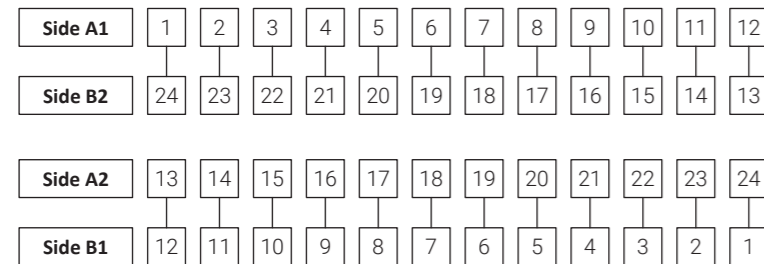 Side A1 1 2 3 4 5 6 7 8 9 10 11 12
Side B2 24 23 22 21 20 19 18 17 16 15 14 13
Side A2 13 14 15 16 17 18 19 20 21 22 23 24
Side B1 12 11 10 9 8 7 6 5 4 3 2 1